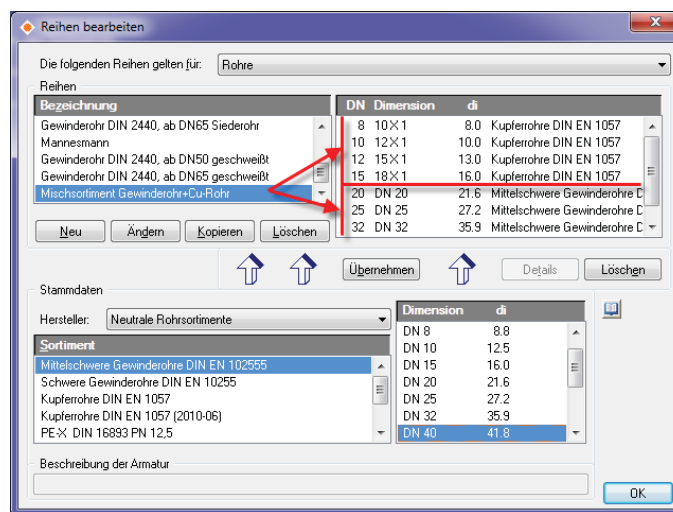 Reihen bearbeiten
Die folgenden Reihen gelten für: Rohre
Reihen
Bezeichnung
Gewinderohr DIN 2440, ab DN65 Siederohr
Mannesmann
Gewinderohr DIN 2440, ab DN50 geschweißt
Gewinderohr DIN 2440, ab DN65 geschweißt
Mischsortiment Gewinderohr+Cu-Rohr
DN Dimension di
8 10X1 8.0 Kupferrohre DIN EN 1057
10 12X1 10.0 Kupferrohre DIN EN 1057
12 15X1 13.0 Kupferrohre DIN EN 1057
15 18X1 16.0 Kupferrohre DIN EN 1057
20 DN 20 21.6 Mittelschwere Gewinderohre D
25 DN 25 27.2 Mittelschwere Gewinderohre D
32 DN 32 35.9 Mittelschwere Gewinderohre D
Neu Ändern Kopieren Löschen
Übernehmen Details Löschen
Stammdaten
Hersteller: Neutrale Rohrsortimente
Sortiment
Mittelschwere Gewinderohre DIN EN 102555
Schwere Gewinderohre DIN EN 10255
Kupferrohre DIN EN 1057
Kupferrohre DIN EN 1057 (2010-06)
PE-X DIN 16893 PN 12,5
Dimension di
DN 8 8.8
DN 10 12.5
DN 15 16.0
DN 20 21.6
DN 25 27.2
DN 32 35.9
DN 40 41.8
Beschreibung der Armatur
OK